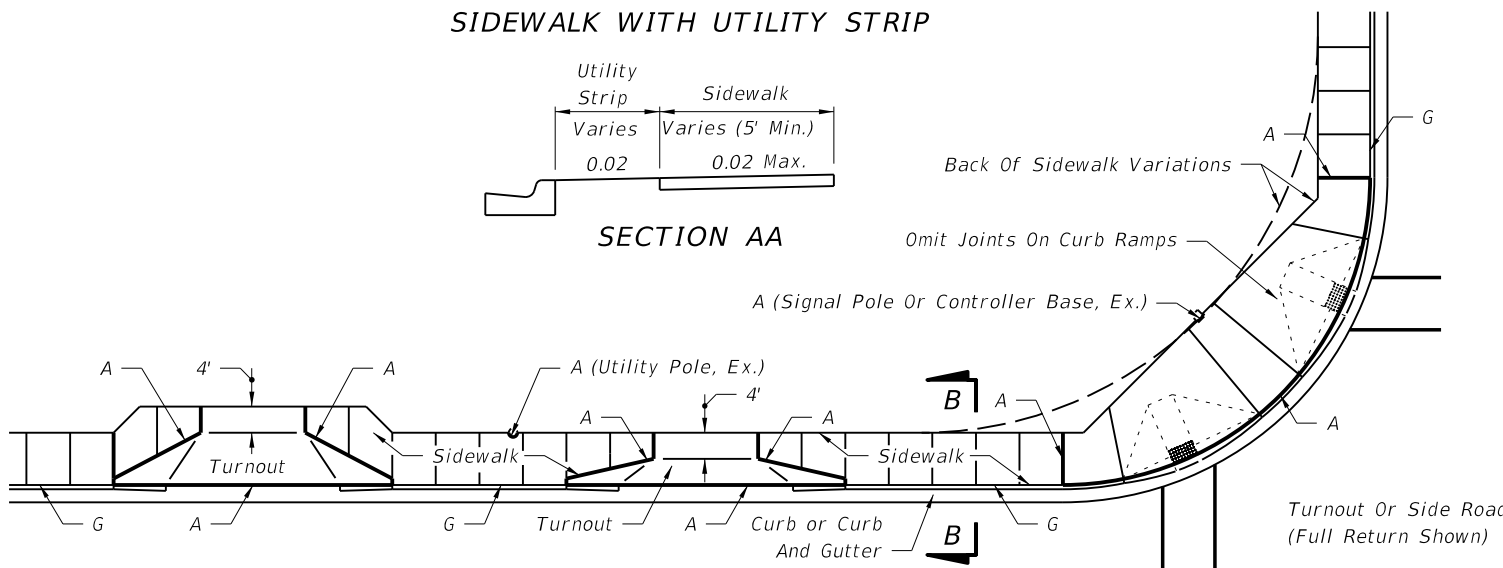 SIDEWALK WITH UTILITY STRIP
Utility
Strip
Sidewalk
Varies
Varies (5' Min.)
0.02
0.02 Max.
SECTION AA
G
A
Back Of Sidewalk Variations
Omit Joints On Curb Ramps
A (Signal Pole Or Controller Base, Ex.)
A
4'
A
A (Utility Pole, Ex.)
4'
B
A
A
A
A
Turnout
Sidewalk
Sidewalk
G
A
G
Turnout
A
Curb or Curb
And Gutter
B
G
Turnout Or Side Road
(Full Return Shown)